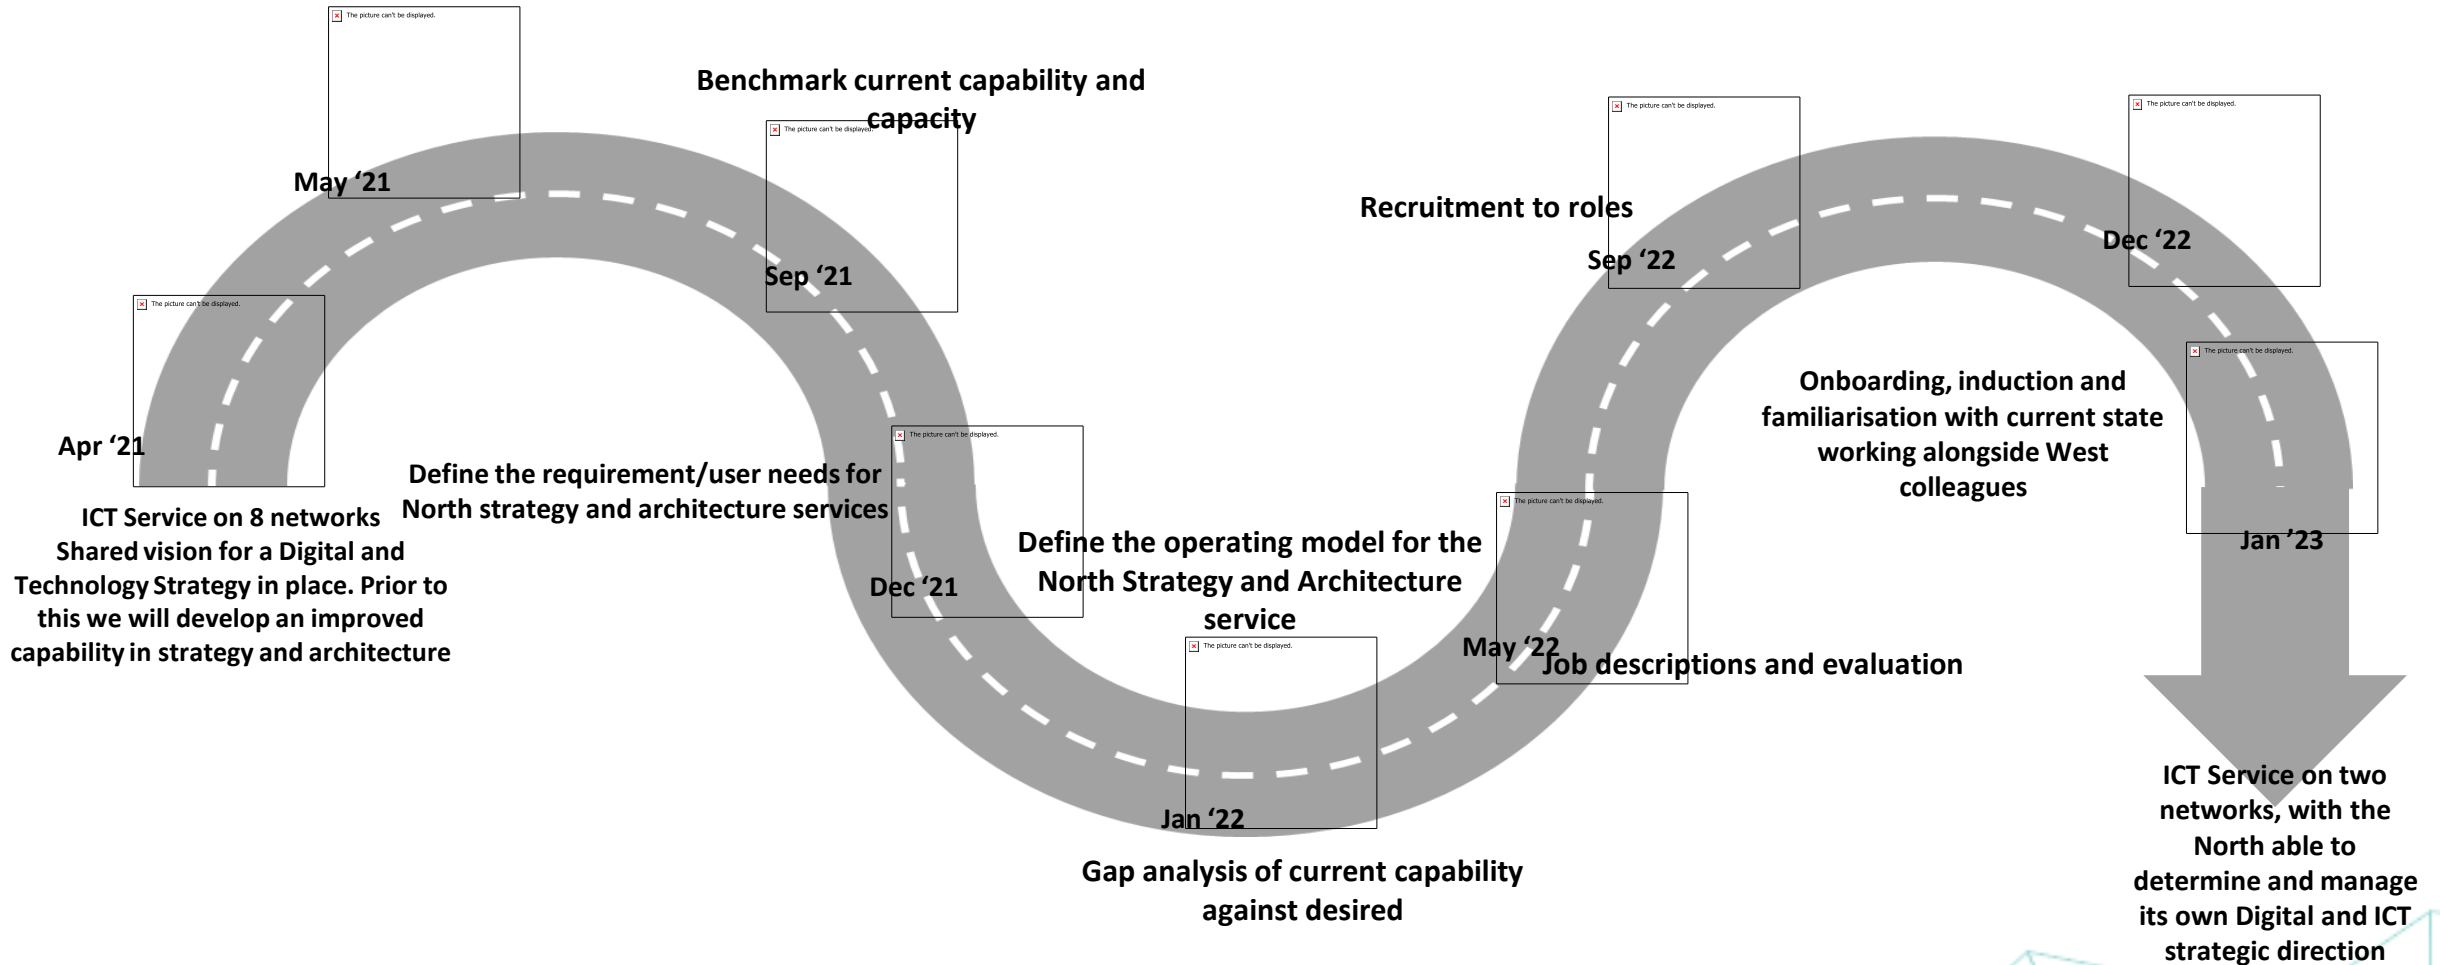 The picture can't be displayed.
May ‘21
Benchmark current capability and
capacity
The picture can't be displayed.
Sep ‘21
The picture can't be displayed.
Apr ‘21
ICT Service on 8 networks
Shared vision for a Digital and
Technology Strategy in place. Prior to
this we will develop an improved
capability in strategy and architecture
Define the requirement/user needs for
North strategy and architecture services
The picture can't be displayed.
Dec ‘21
Define the operating model for the
North Strategy and Architecture
service
The picture can't be displayed.
Jan ‘22
Gap analysis of current capability
against desired
The picture can't be displayed.
May ‘22
Job descriptions and evaluation
Recruitment to roles
The picture can't be displayed.
Sep ‘22
The picture can't be displayed.
Dec ‘22
Onboarding, induction and
familiarisation with current state
working alongside West
colleagues
The picture can't be displayed.
Jan ’23
ICT Service on two
networks, with the
North able to
determine and manage
its own Digital and ICT
strategic direction